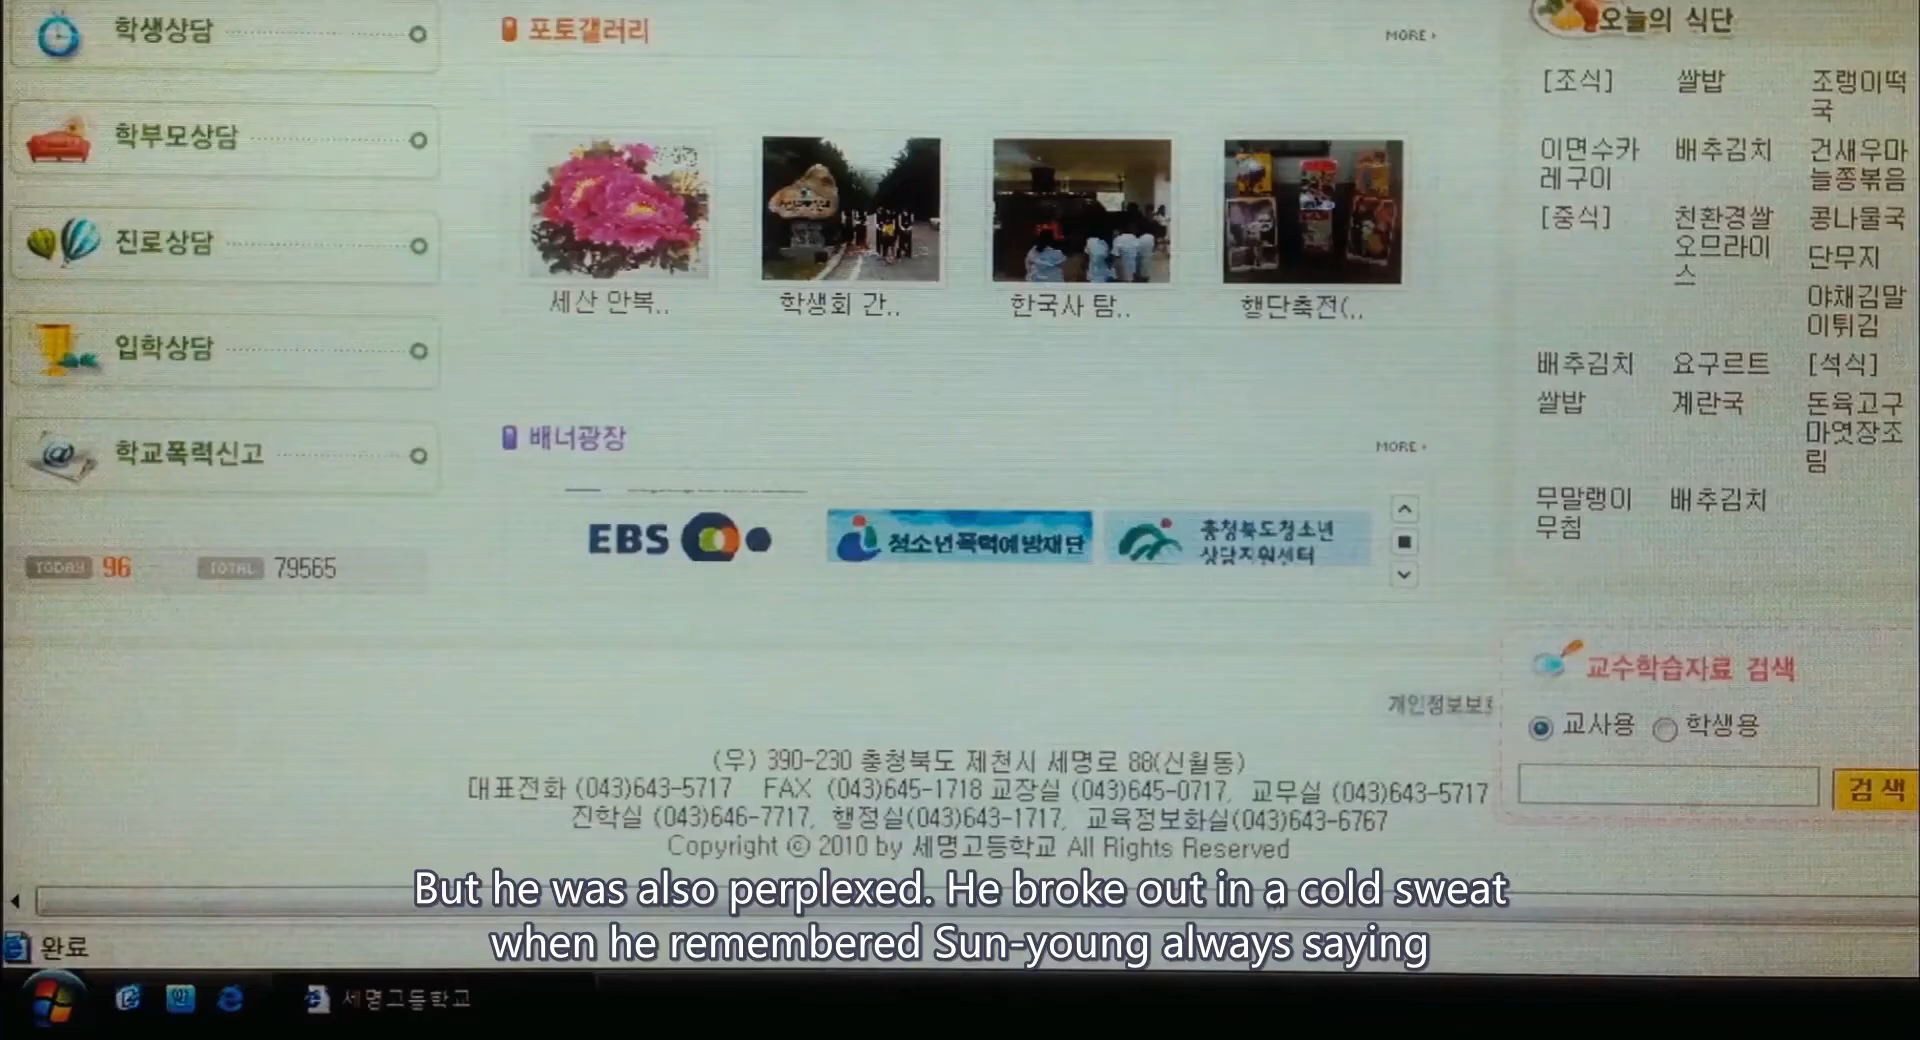 학생상담
학부모상담
진로상담
입학상담
학교폭력신고
TODAY 96 TOTAL 79565
포토갤러리
MORE
세산 안복..
학생회 간..
한국사 탐..
행단축전(..
배너광장
MORE
EBS
청소년폭력예방재단
충청북도청소년
상담지원센터
오늘의 식단
[조식] 쌀밥 조랭이떡
국
이면수카 배추김치 건새우마
레구이 늘쫑볶음
[중식] 친환경쌀 콩나물국
오므라이 단무지
스
야채김말
이튀김
배추김치 요구르트 [석식]
쌀밥 계란국 돈육고구
마엿장조
림
무말랭이 배추김치
무침
교수학습자료 검색
교사용 학생용
검색
개인정보보호
(우) 390-230 충청북도 제천시 세명로 88(신월동)
대표전화 (043)643-5717 FAX (043)645-1718 교장실 (043)645-0717, 교무실 (043)643-5717
진학실 (043)646-7717, 행정실(043)643-1717, 교육정보화실(043)643-6767
Copyright ⓒ 2010 by 세명고등학교 All Rights Reserved
But he was also perplexed. He broke out in a cold sweat
when he remembered Sun-young always saying
완료
세명고등학교